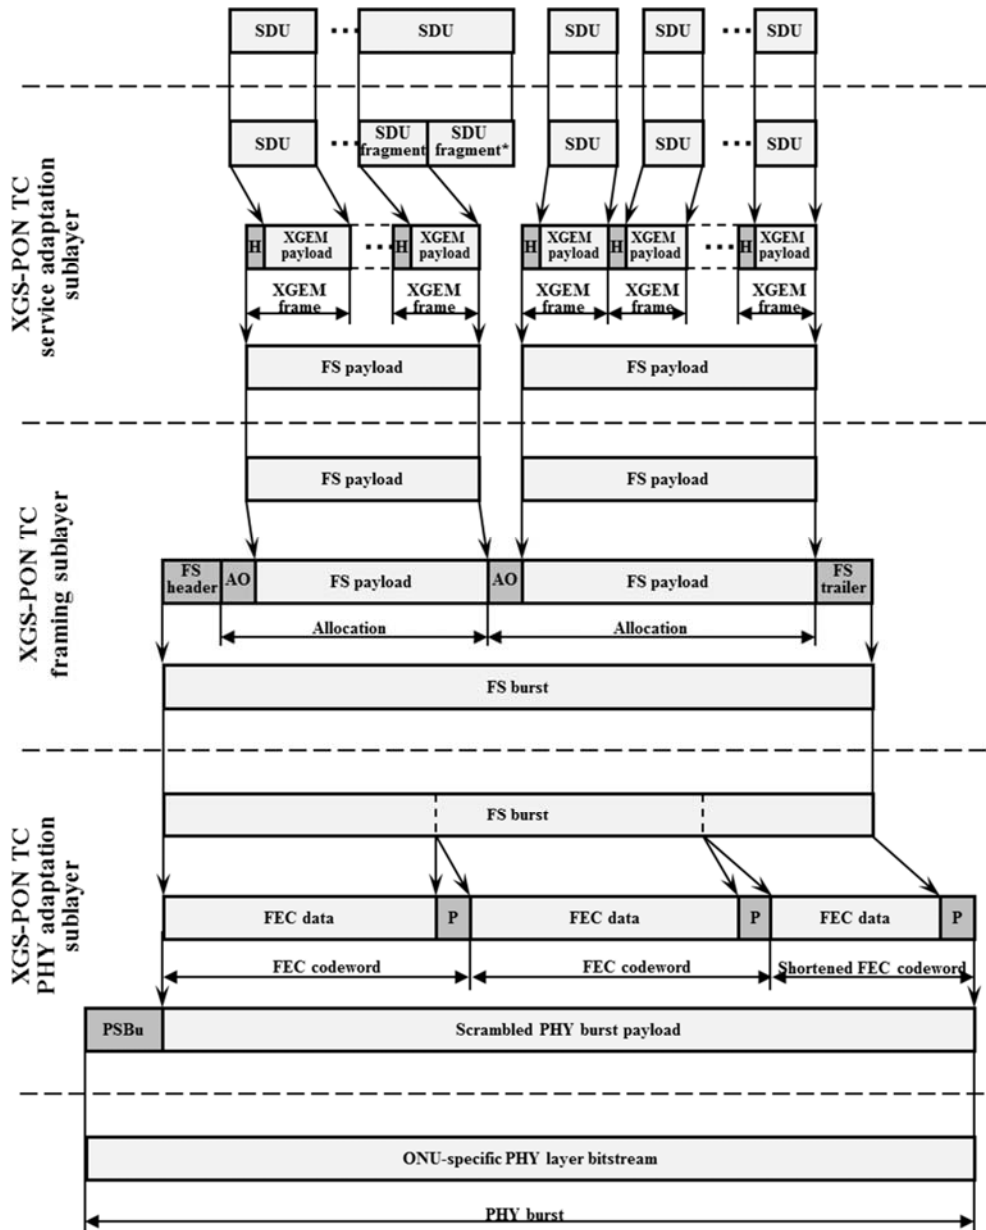 SDU ... SDU SDU SDU ... SDU
XGS-PON TC
service adaptation
sublayer
SDU ... SDU SDU SDU SDU ... SDU
fragment fragment*
H XGEM payload ... H XGEM payload H XGEM payload H XGEM payload ... H XGEM payload
XGEM frame XGEM frame XGEM frame XGEM frame XGEM frame
FS payload FS payload
XGS-PON TC
framing sublayer
FS payload FS payload
FS header AO FS payload AO FS payload FS trailer
Allocation Allocation
FS burst
XGS-PON TC
PHY adaptation
sublayer
FS burst
FEC data P FEC data P FEC data P
FEC codeword FEC codeword Shortened FEC codeword
PSBu Scrambled PHY burst payload
ONU-specific PHY layer bitstream
PHY burst